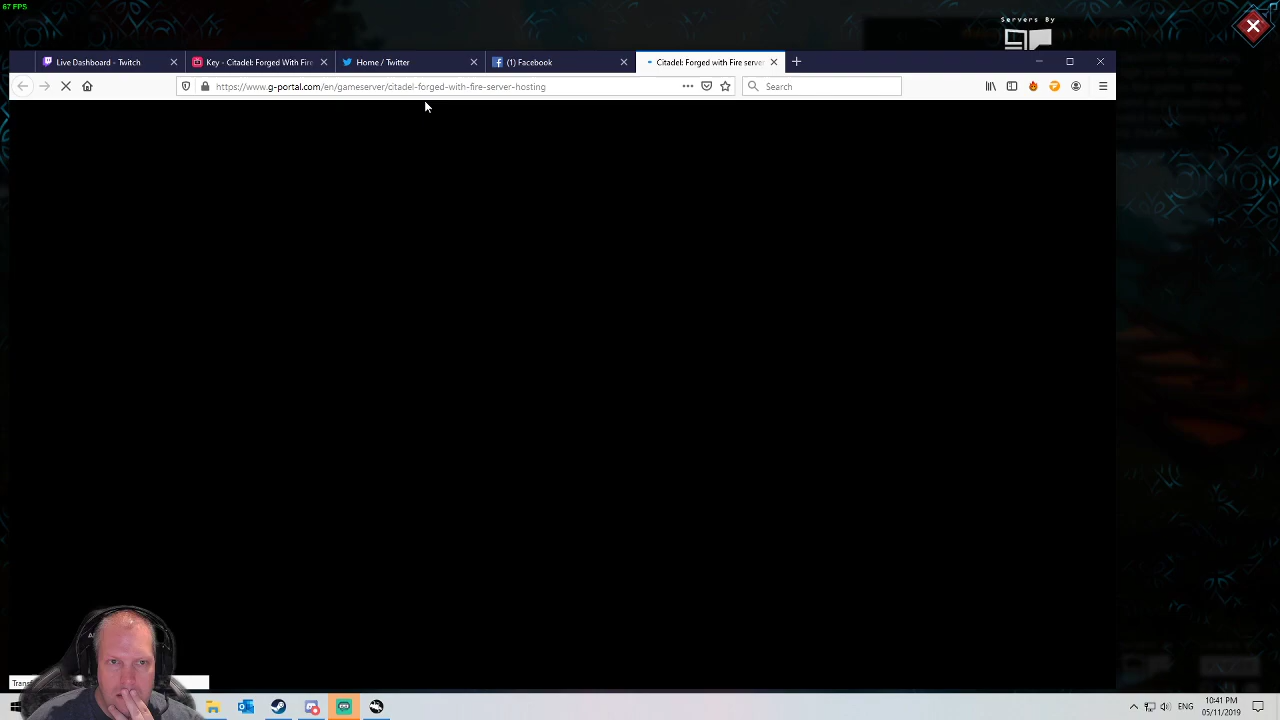 67 FPS
Servers By
Live Dashboard - Twitch
Key - Citadel: Forged With Fire
Home / Twitter
(1) Facebook
Citadel: Forged with Fire server
https://www.g-portal.com/en/gameserver/citadel-forged-with-fire-server-hosting
Search
Transf
ENG
10:41 PM
05/11/2019